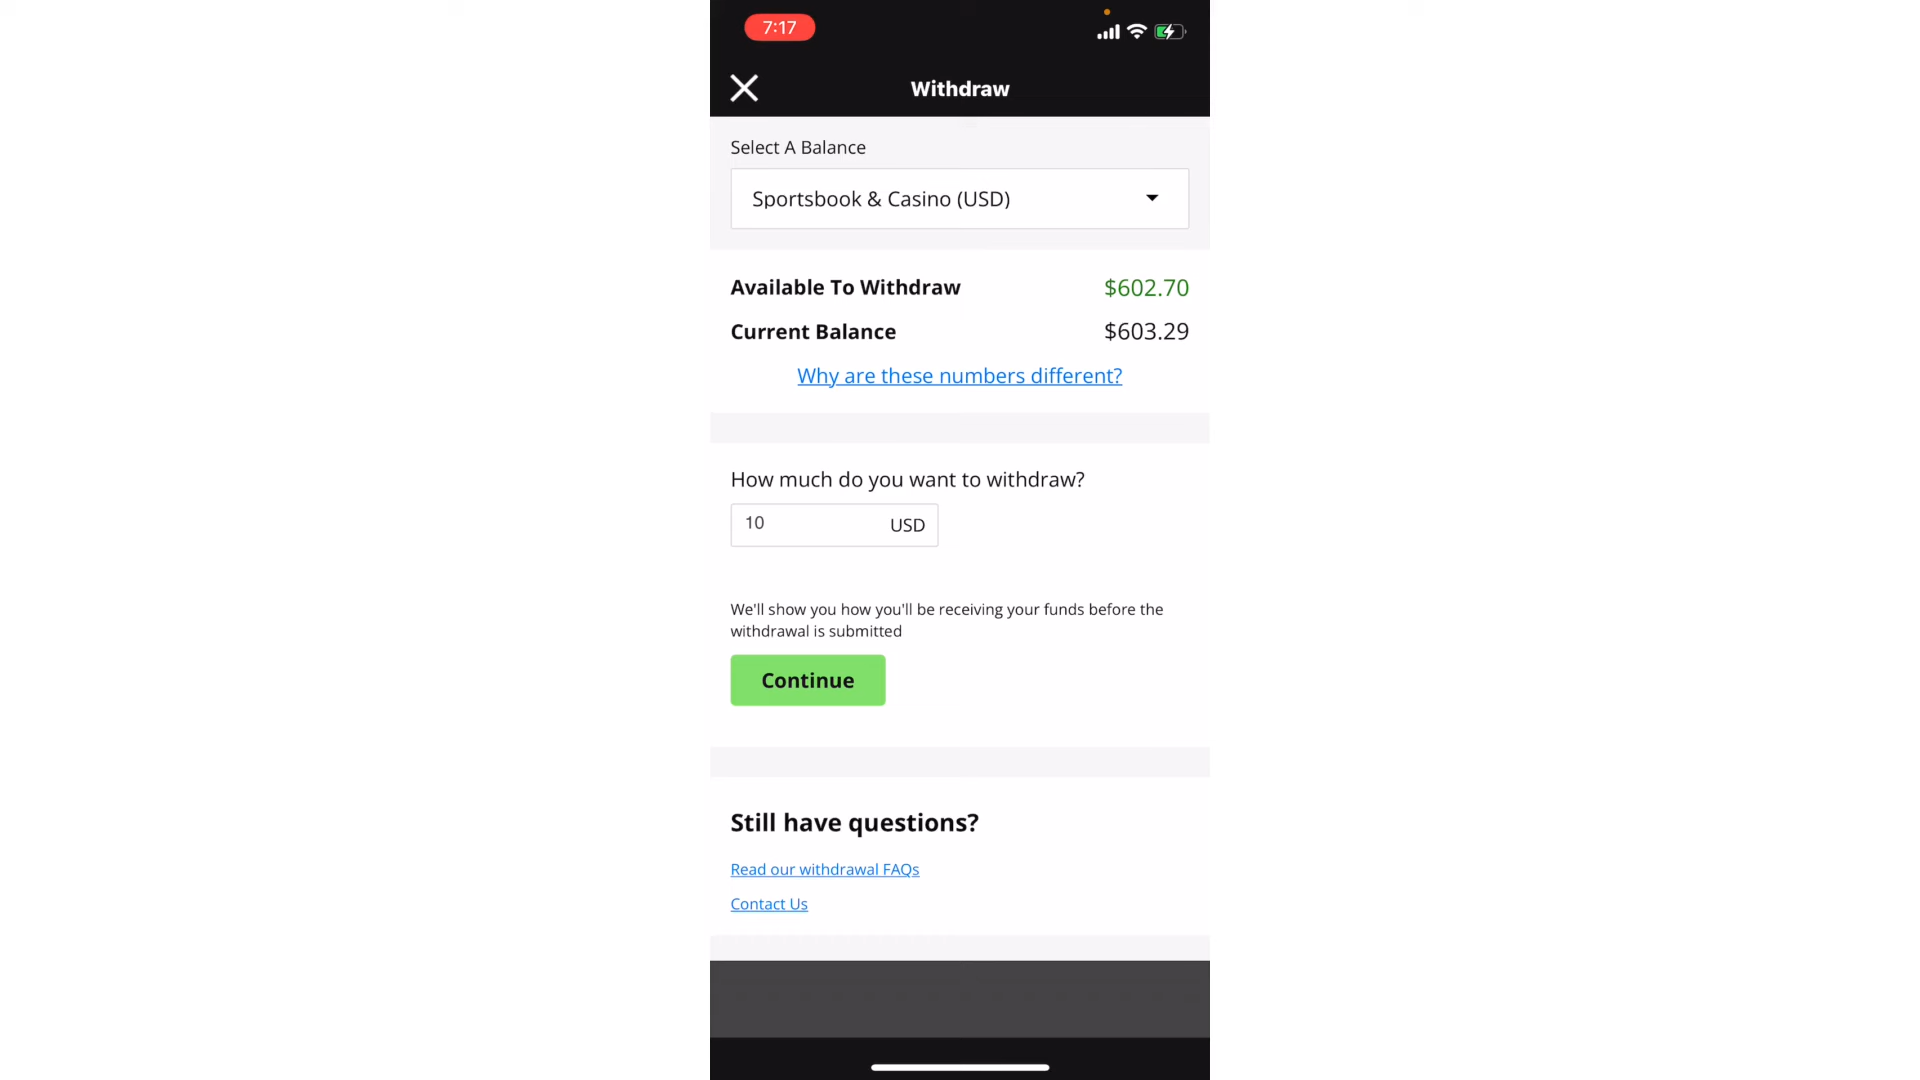 7:17
Withdraw
Select A Balance
Sportsbook & Casino (USD)
Available To Withdraw $602.70
Current Balance $603.29
Why are these numbers different?
How much do you want to withdraw?
10 USD
We'll show you how you'll be receiving your funds before the
withdrawal is submitted
Continue
Still have questions?
Read our withdrawal FAQs
Contact Us